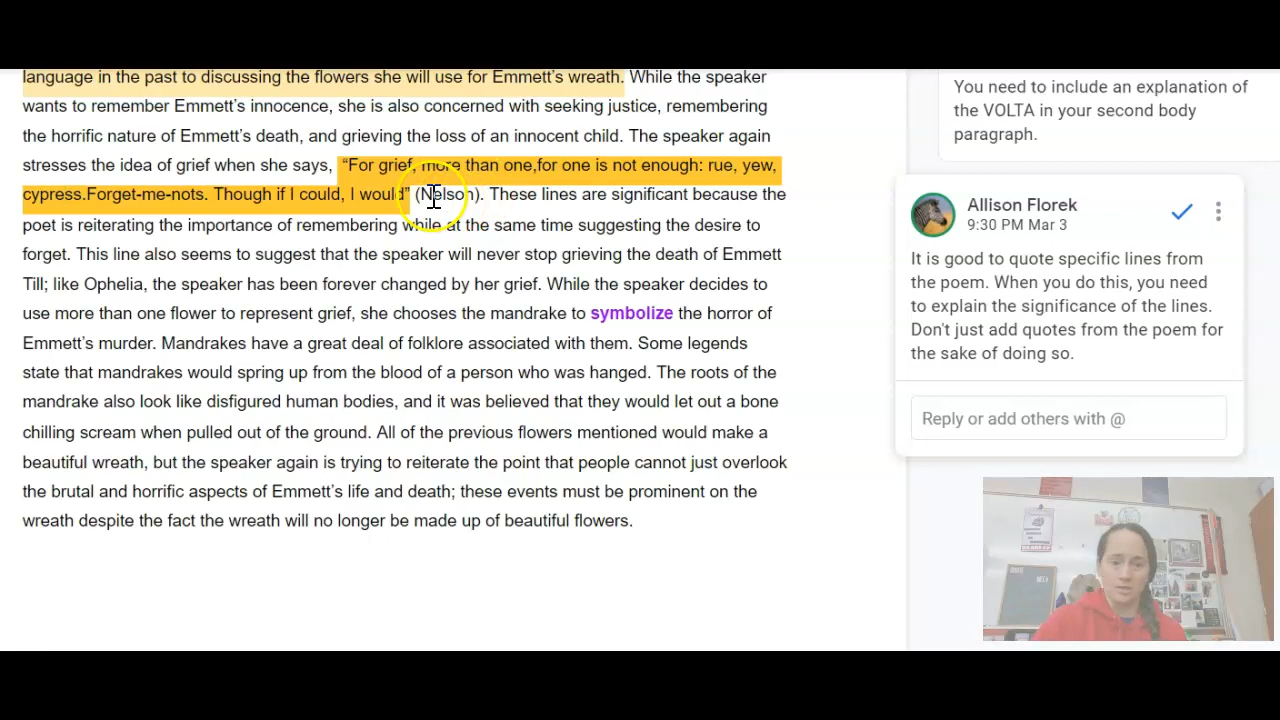 language in the past to discussing the flowers she will use for Emmett’s wreath. While the speaker
wants to remember Emmett’s innocence, she is also concerned with seeking justice, remembering
the horrific nature of Emmett’s death, and grieving the loss of an innocent child. The speaker again
stresses the idea of grief when she says, “For grief, more than one,for one is not enough: rue, yew,
cypress.Forget-me-nots. Though if I could, I would” (Nelson). These lines are significant because the
poet is reiterating the importance of remembering while at the same time suggesting the desire to
forget. This line also seems to suggest that the speaker will never stop grieving the death of Emmett
Till; like Ophelia, the speaker has been forever changed by her grief. While the speaker decides to
use more than one flower to represent grief, she chooses the mandrake to symbolize the horror of
Emmett’s murder. Mandrakes have a great deal of folklore associated with them. Some legends
state that mandrakes would spring up from the blood of a person who was hanged. The roots of the
mandrake also look like disfigured human bodies, and it was believed that they would let out a bone
chilling scream when pulled out of the ground. All of the previous flowers mentioned would make a
beautiful wreath, but the speaker again is trying to reiterate the point that people cannot just overlook
the brutal and horrific aspects of Emmett’s life and death; these events must be prominent on the
wreath despite the fact the wreath will no longer be made up of beautiful flowers.
You need to include an explanation of
the VOLTA in your second body
paragraph.
Allison Florek
9:30 PM Mar 3
It is good to quote specific lines from
the poem. When you do this, you need
to explain the significance of the lines.
Don't just add quotes from the poem for
the sake of doing so.
Reply or add others with @